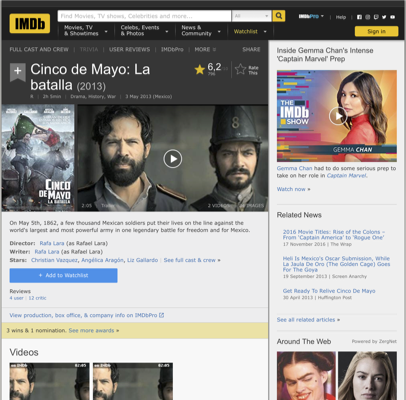 IMDb
Find Movies, TV shows, Celebrities and more...
All
IMDbPro
Help
Movies, TV
& Showtimes
Celebs, Events
& Photos
News &
Community
Watchlist
Sign in
FULL CAST AND CREW | TRIVIA | USER REVIEWS | IMDbPro | MORE
SHARE
Cinco de Mayo: La
batalla (2013)
6,2
Rate
This
R | 2h 5min | Drama, History, War | 3 May 2013 (Mexico)
CINCO
DE MAYO
LA BATALLA
2:05
On May 5th, 1862, a few thousand Mexican soldiers put their lives on the line against the
world's largest and most powerful army in one legendary battle for freedom and for Mexico.
Director: Rafa Lara (as Rafael Lara)
Writer: Rafa Lara (as Rafael Lara)
Stars: Christian Vazquez, Angélica Aragón, Liz Gallardo | See full cast & crew »
+ Add to Watchlist
Reviews
4 user | 12 critic
View production, box office, & company info on IMDbPro
3 wins & 1 nomination. See more awards »
Videos
02:05
02:05
Inside Gemma Chan's Intense
'Captain Marvel' Prep
THE
IMDb
SHOW
GEMMA CHAN
Gemma Chan had to do some serious prep to
take on her role in Captain Marvel.
Watch now »
Related News
2016 Movie Titles: Rise of the Colons –
From 'Captain America' to 'Rogue One'
17 November 2016 | The Wrap
Hell Is Mexico's Oscar Submission, While
La Jaula De Oro (The Golden Cage) Goes
For The Goya
19 September 2013 | Screen Anarchy
Get Ready To Relive Cinco De Mayo
30 April 2013 | Huffington Post
See all related articles »
Around The Web
Powered by ZergNet